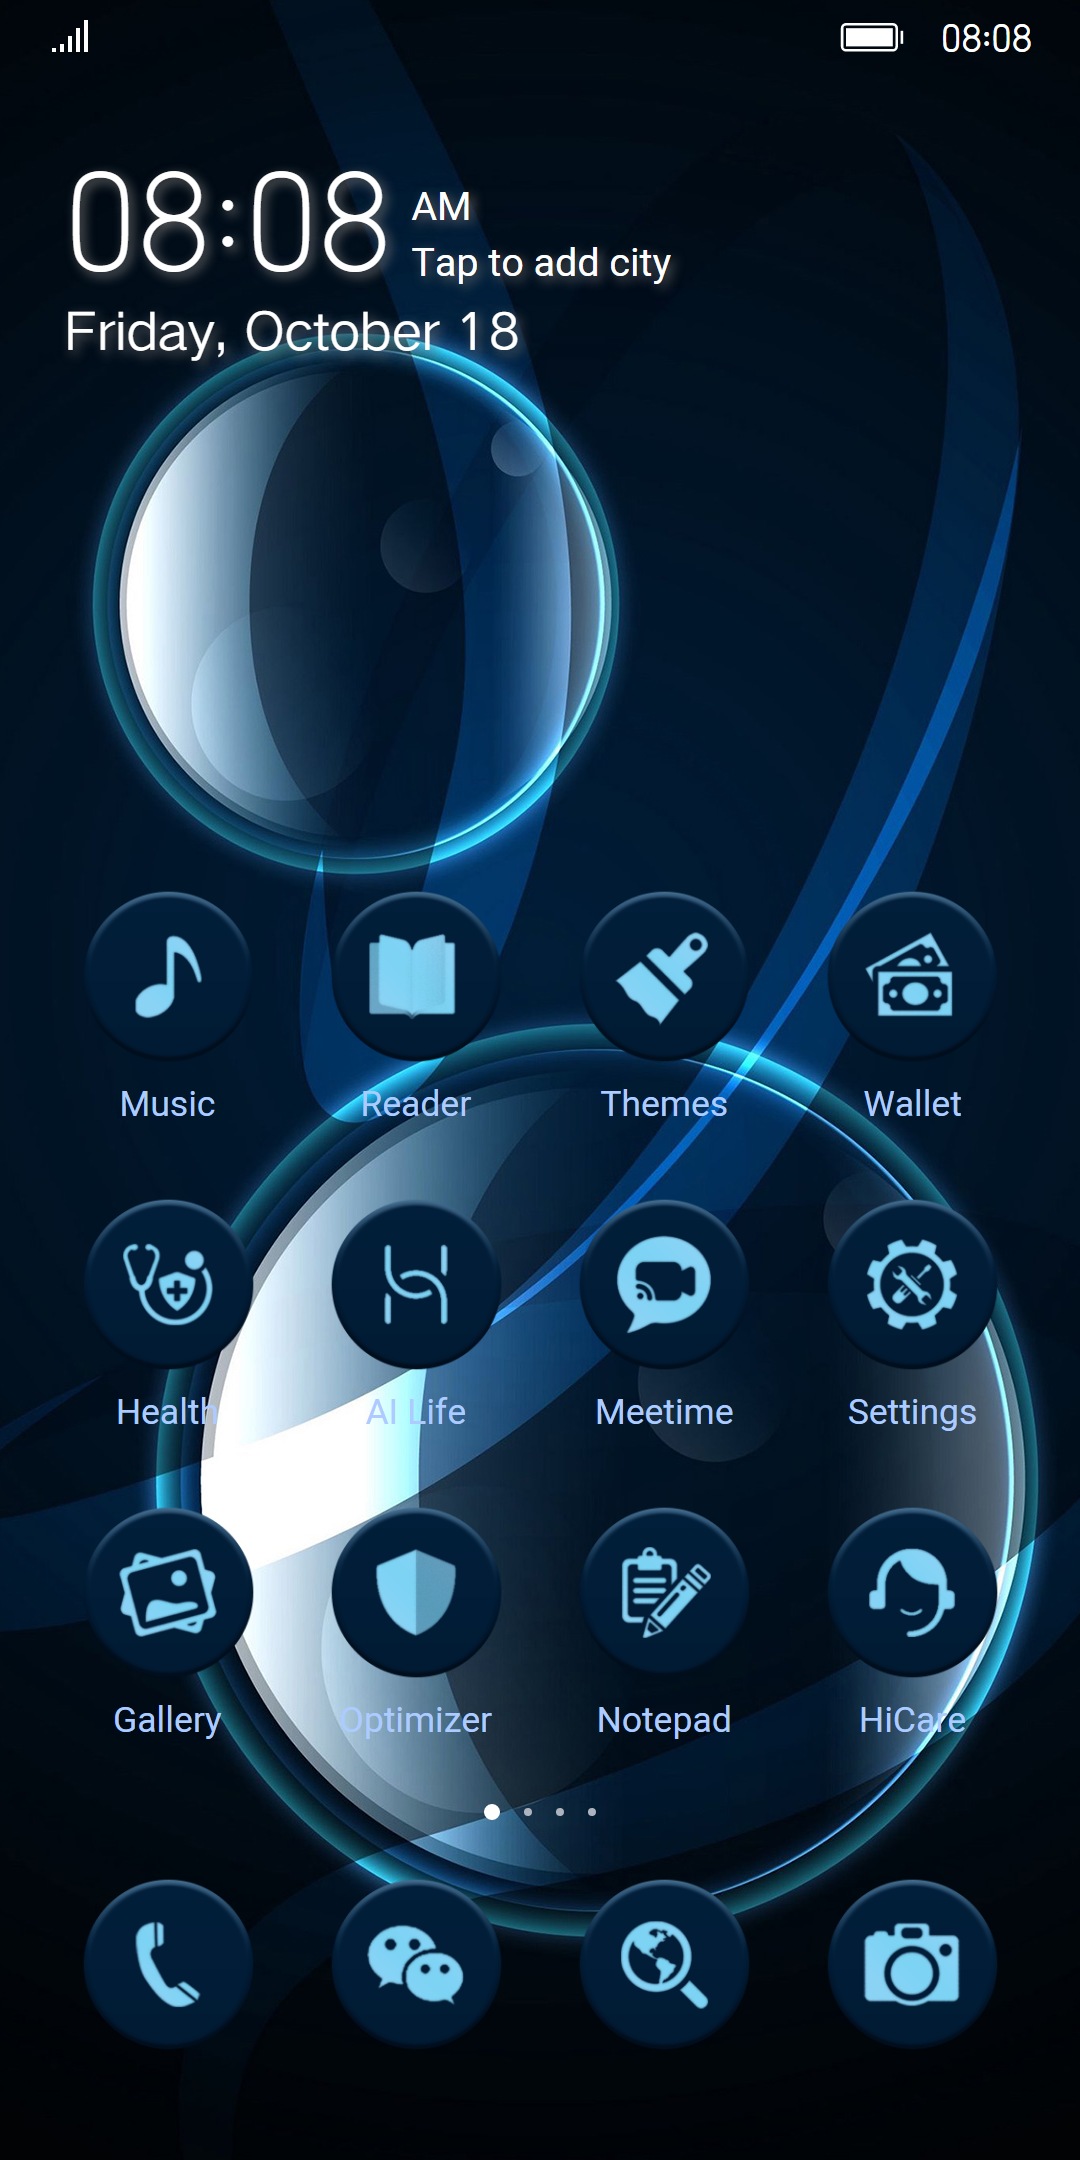 08:08
08:08 AM
Tap to add city
Friday, October 18
Music Reader Themes Wallet
Health AI Life Meetime Settings
Gallery Optimizer Notepad HiCare